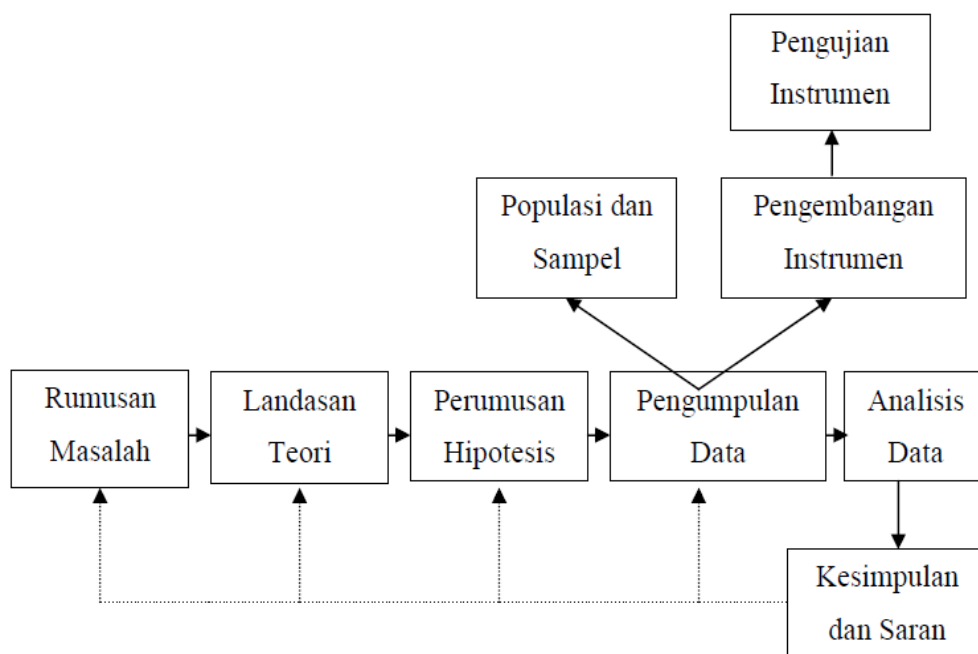 Pengujian
Instrumen
Populasi dan
Sampel
Pengembangan
Instrumen
Rumusan
Masalah
Landasan
Teori
Perumusan
Hipotesis
Pengumpulan
Data
Analisis
Data
Kesimpulan
dan Saran